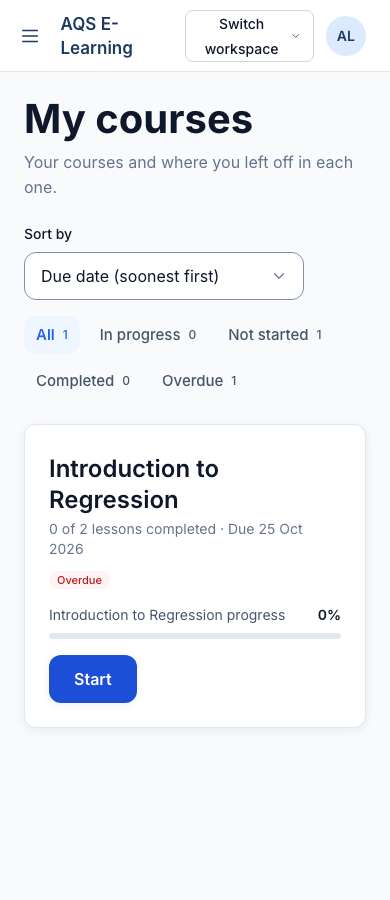 AQS E-
Learning
Switch
workspace
AL
My courses
Your courses and where you left off in each
one.
Sort by
Due date (soonest first)
All 1
In progress 0
Not started 1
Completed 0
Overdue 1
Introduction to
Regression
0 of 2 lessons completed · Due 25 Oct
2026
Overdue
Introduction to Regression progress 0%
Start